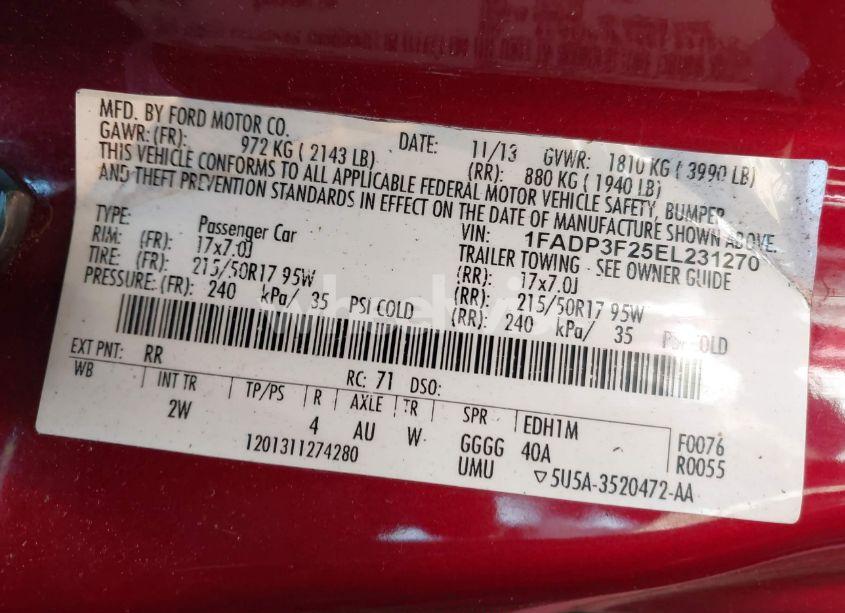 MFD. BY FORD MOTOR CO.
DATE: 11/13 GVWR: 1810 KG ( 3990 LB)
GAWR: (FR): 972 KG ( 2143 LB) (RR): 880 KG ( 1940 LB)
THIS VEHICLE CONFORMS TO ALL APPLICABLE FEDERAL MOTOR VEHICLE SAFETY, BUMPER,
AND THEFT PREVENTION STANDARDS IN EFFECT ON THE DATE OF MANUFACTURE SHOWN ABOVE.
VIN: 1FADP3F25EL231270
TYPE: Passenger Car TRAILER TOWING - SEE OWNER GUIDE
RIM: (FR): 17x7.0J (RR): 17x7.0J
TIRE: (FR): 215/50R17 95W (RR): 215/50R17 95W
PRESSURE: (FR): 240 kPa/ 35 PSI COLD (RR): 240 kPa/ 35 PSI COLD
EXT PNT: RR RC: 71 DSO:
WB INT TR TP/PS R AXLE TR SPR EDH1M F0076
2W 4 AU W GGGG 40A R0055
1201311274280 UMU ▽5U5A-3520472-AA